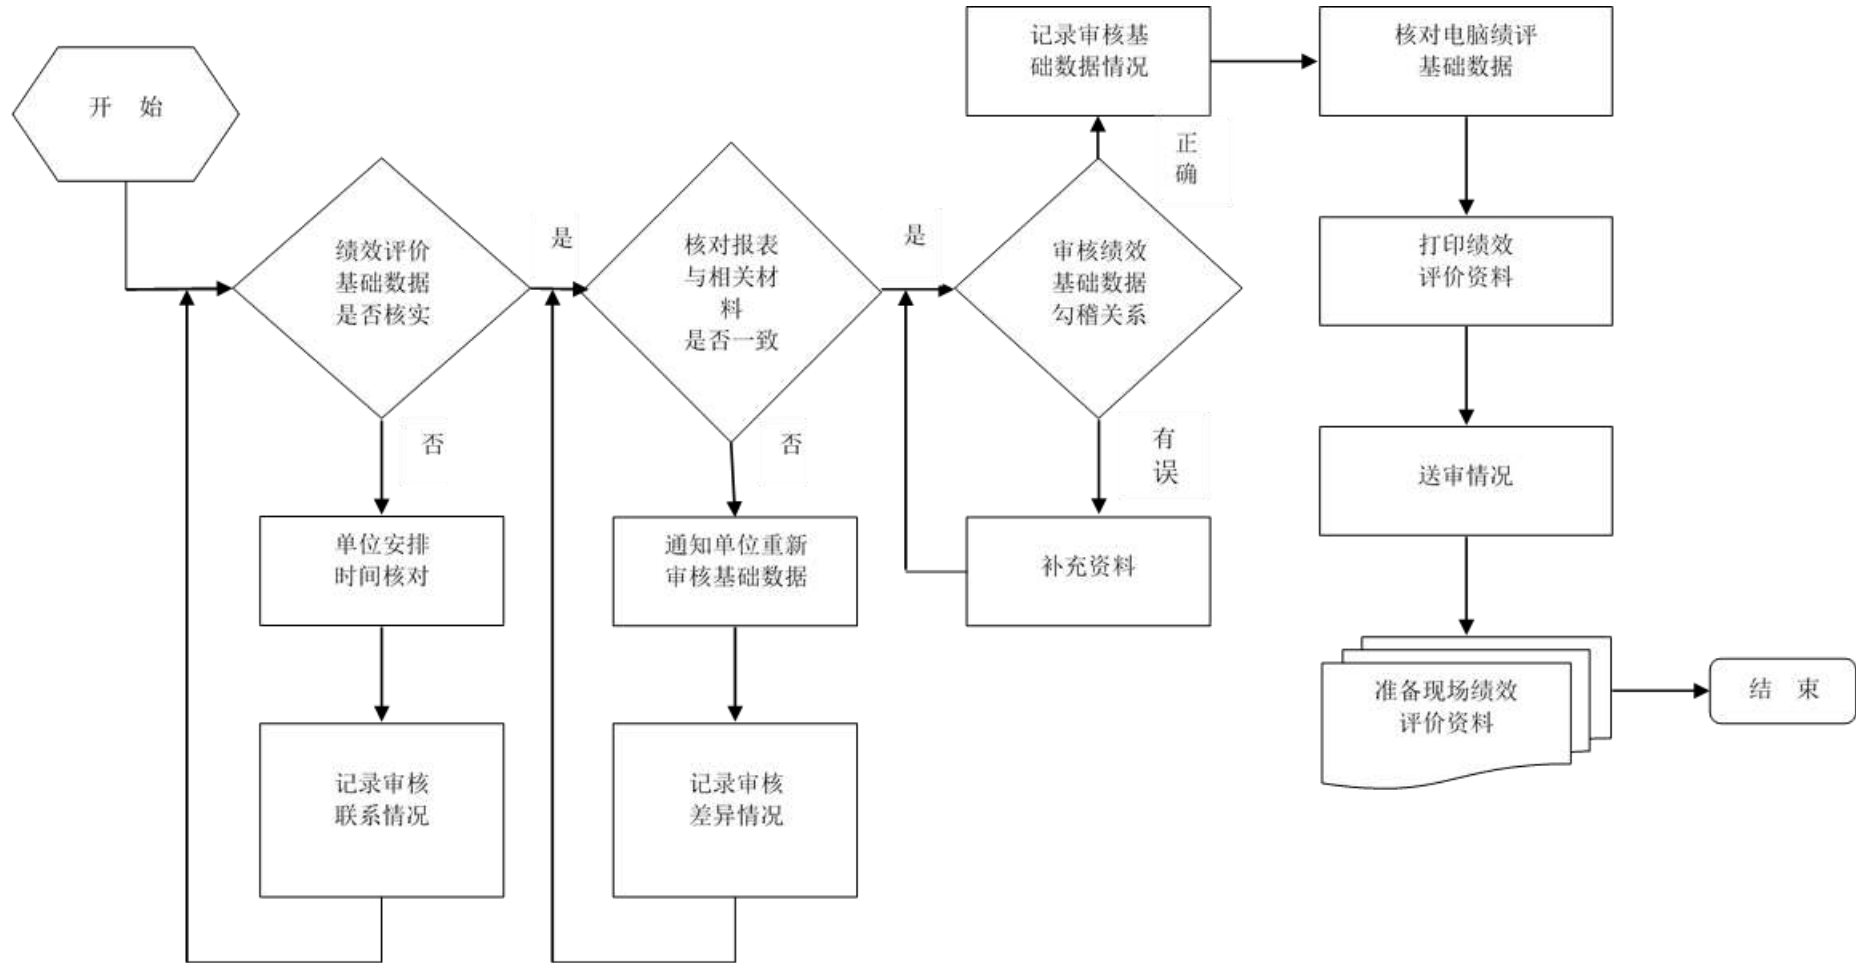 开 始
绩效评价
基础数据
是否核实
是
否
单位安排
时间核对
记录审核
联系情况
核对报表
与相关材
料
是否一致
是
否
通知单位重新
审核基础数据
记录审核
差异情况
审核绩效
基础数据
勾稽关系
正
确
有
误
补充资料
记录审核基
础数据情况
核对电脑绩评
基础数据
打印绩效
评价资料
送审情况
准备现场绩效
评价资料
结 束